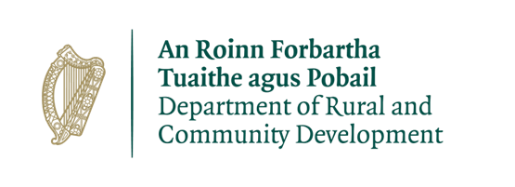 An Roinn Forbartha
Tuaithe agus Pobail
Department of Rural and
Community Development